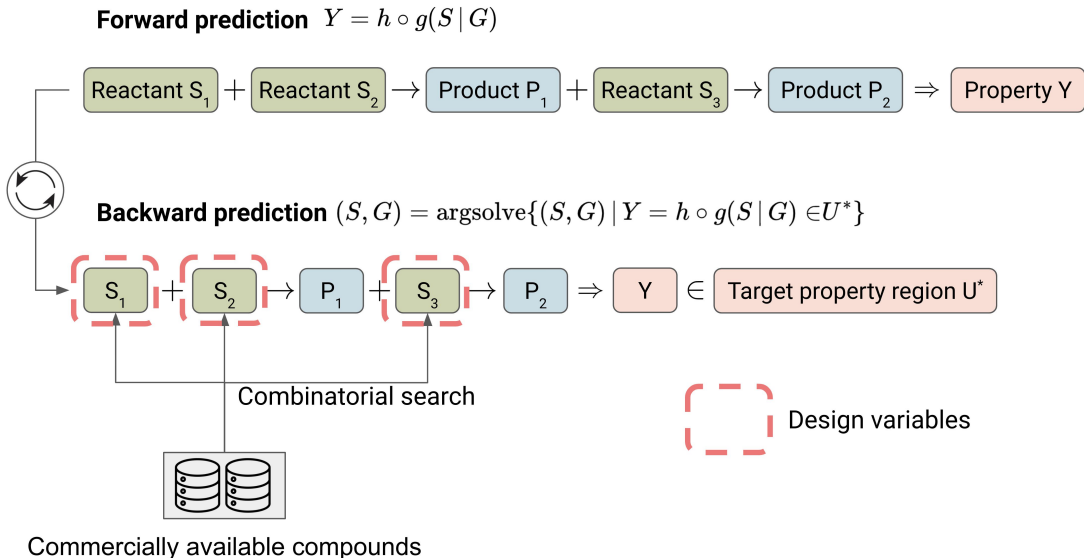 Forward prediction Y = h ∘ g(S | G)
Reactant S₁ + Reactant S₂ → Product P₁ + Reactant S₃ → Product P₂ ⇒ Property Y
Backward prediction (S, G) = argsolve{(S, G) | Y = h ∘ g(S | G) ∈ U*}
S₁ + S₂ → P₁ + S₃ → P₂ ⇒ Y ∈ Target property region U*
Combinatorial search
Design variables
Commercially available compounds